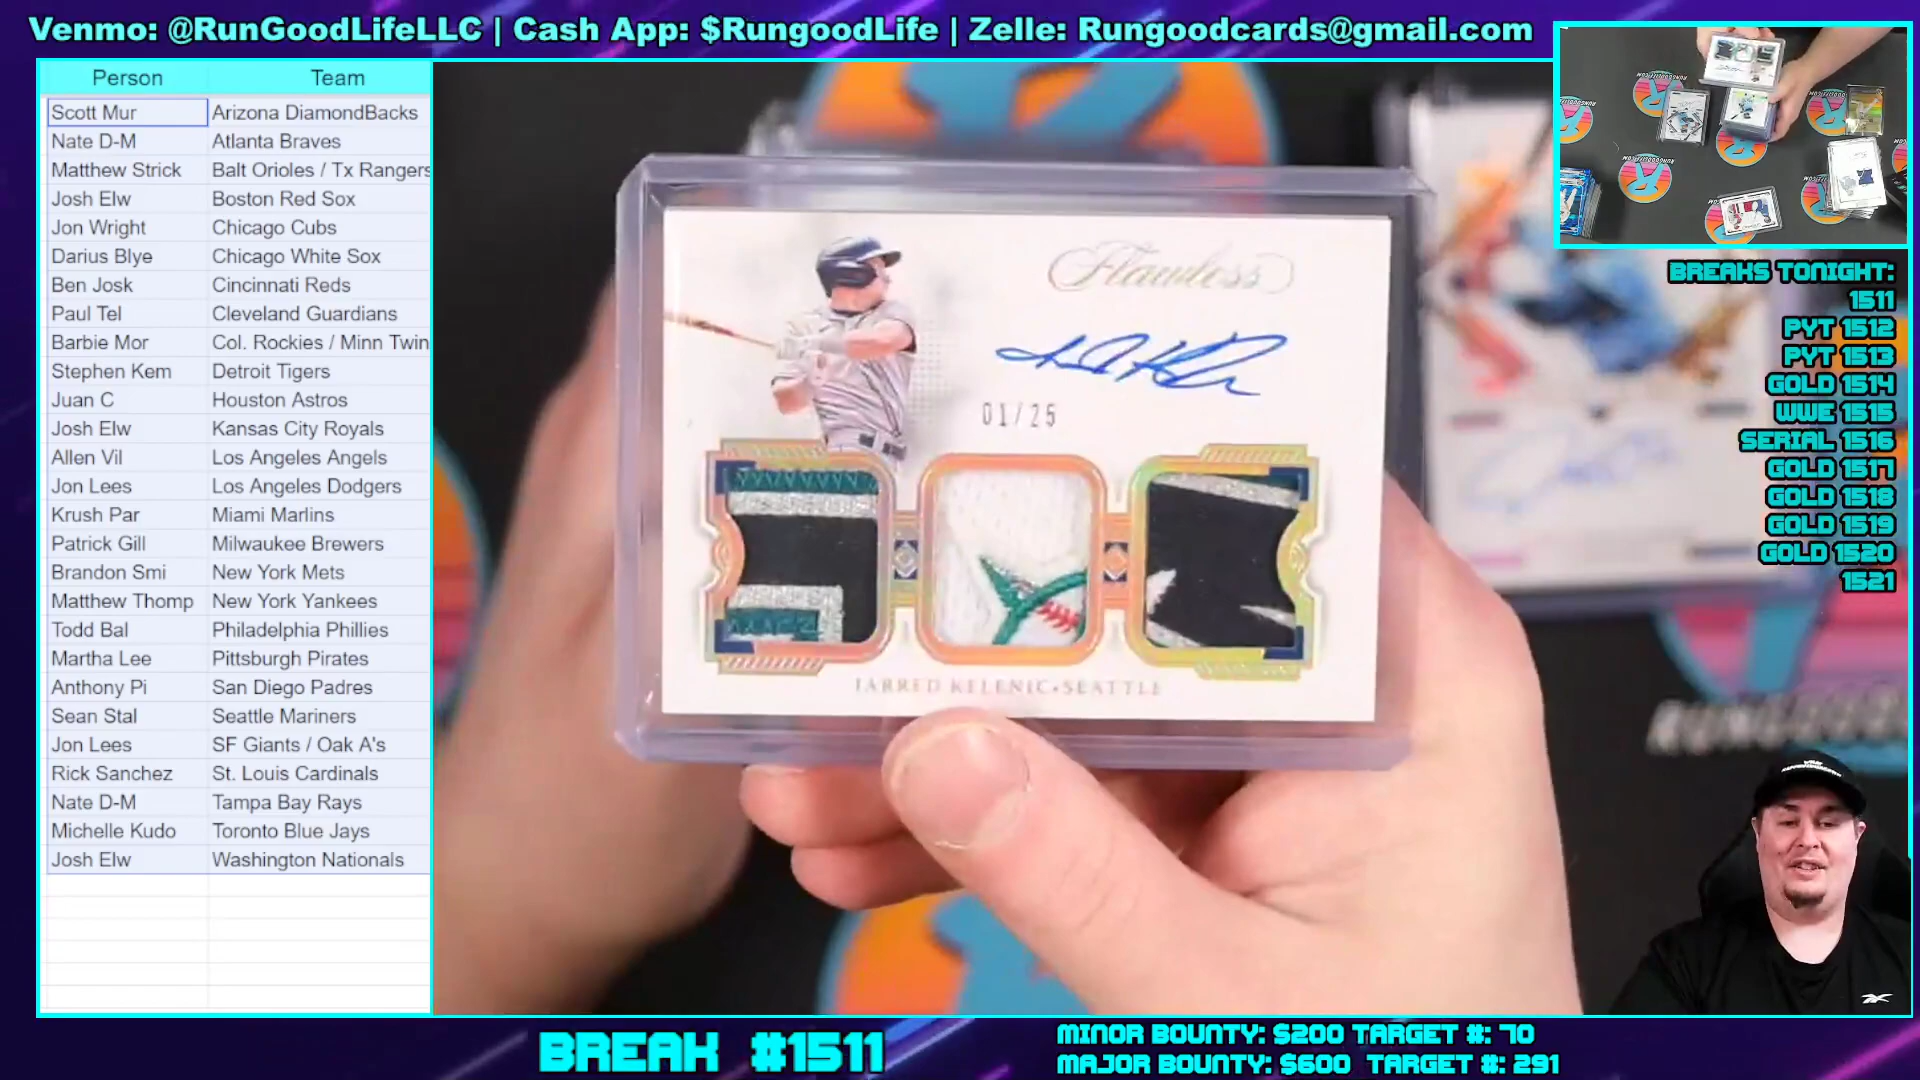 Venmo: @RunGoodLifeLLC | Cash App: $RungoodLife | Zelle: Rungoodcards@gmail.com
Person Team
Scott Mur Arizona DiamondBacks
Nate D-M Atlanta Braves
Matthew Strick Balt Orioles / Tx Rangers
Josh Elw Boston Red Sox
Jon Wright Chicago Cubs
Darius Blye Chicago White Sox
Ben Josk Cincinnati Reds
Paul Tel Cleveland Guardians
Barbie Mor Col. Rockies / Minn Twin
Stephen Kem Detroit Tigers
Juan C Houston Astros
Josh Elw Kansas City Royals
Allen Vil Los Angeles Angels
Jon Lees Los Angeles Dodgers
Krush Par Miami Marlins
Patrick Gill Milwaukee Brewers
Brandon Smi New York Mets
Matthew Thomp New York Yankees
Todd Bal Philadelphia Phillies
Martha Lee Pittsburgh Pirates
Anthony Pi San Diego Padres
Sean Stal Seattle Mariners
Jon Lees SF Giants / Oak A's
Rick Sanchez St. Louis Cardinals
Nate D-M Tampa Bay Rays
Michelle Kudo Toronto Blue Jays
Josh Elw Washington Nationals
Flawless
01/25
JARRED KELENIC•SEATTLE
BREAKS TONIGHT:
1511
PYT 1512
PYT 1513
GOLD 1514
WWE 1515
SERIAL 1516
GOLD 1517
GOLD 1518
GOLD 1519
GOLD 1520
1521
BREAK #1511
MINOR BOUNTY: $200 TARGET #: 70
MAJOR BOUNTY: $600 TARGET #: 291